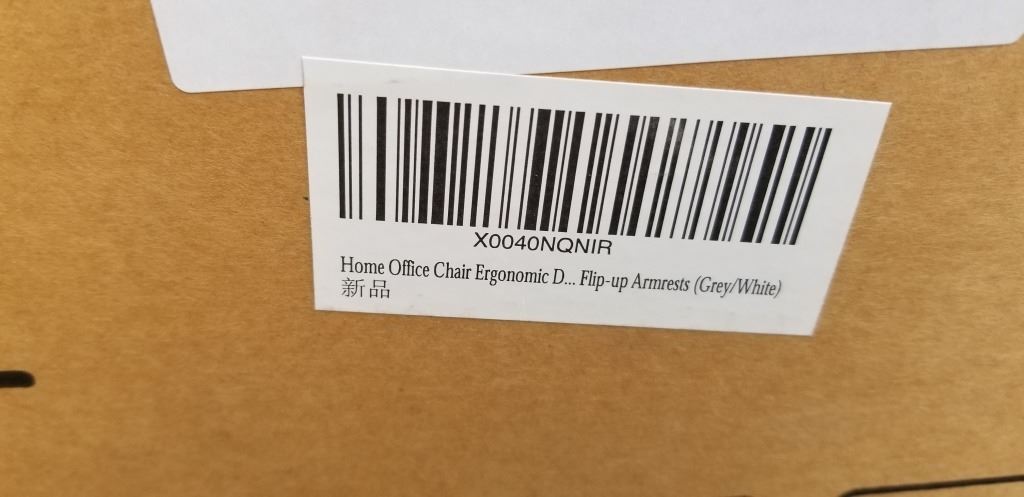 X0040NQNIR
Home Office Chair Ergonomic D... Flip-up Armrests (Grey/White)
新品